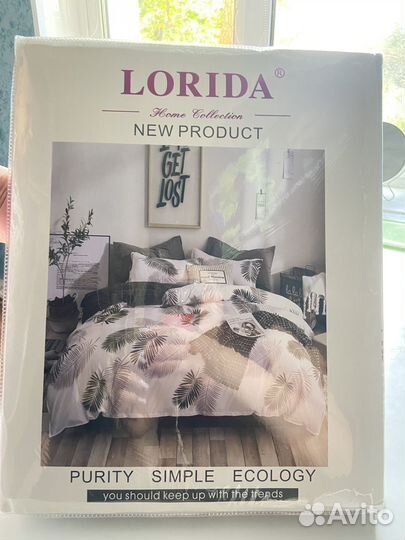 LORIDA®
Home Collection
NEW PRODUCT
LET'S
GET
LOST
PURITY SIMPLE ECOLOGY
you should keep up with the trends
Avito